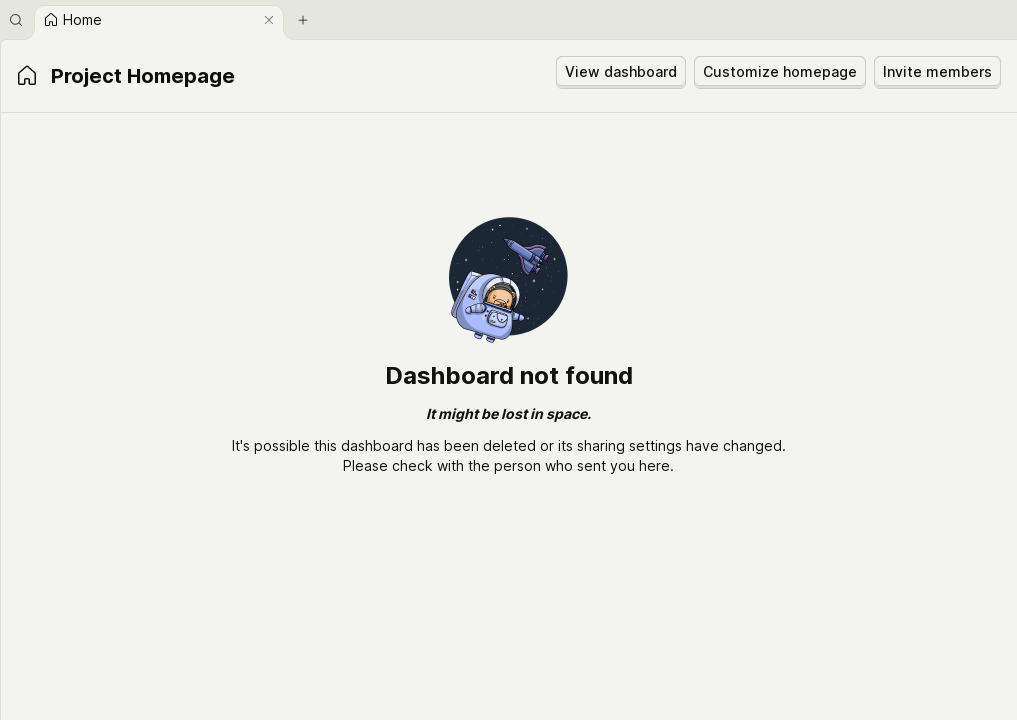 Home
Project Homepage
View dashboard
Customize homepage
Invite members
Dashboard not found
It might be lost in space.
It's possible this dashboard has been deleted or its sharing settings have changed.
Please check with the person who sent you here.